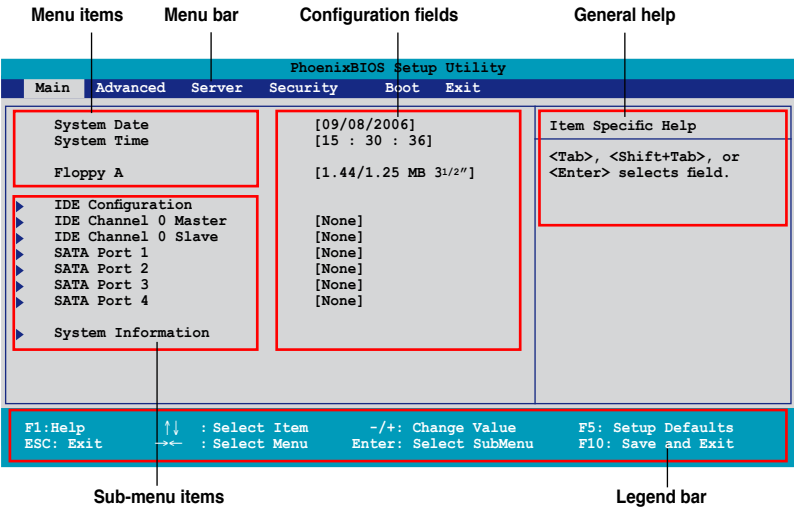 Menu items Menu bar Configuration fields General help
PhoenixBIOS Setup Utility
Main Advanced Server Security Boot Exit
System Date [09/08/2006] Item Specific Help
System Time [15 : 30 : 36]
<Tab>, <Shift+Tab>, or
Floppy A [1.44/1.25 MB 31/2″] <Enter> selects field.
IDE Configuration
IDE Channel 0 Master [None]
IDE Channel 0 Slave [None]
SATA Port 1 [None]
SATA Port 2 [None]
SATA Port 3 [None]
SATA Port 4 [None]
System Information
F1:Help ↑↓ : Select Item -/+: Change Value F5: Setup Defaults
ESC: Exit →← : Select Menu Enter: Select SubMenu F10: Save and Exit
Sub-menu items Legend bar